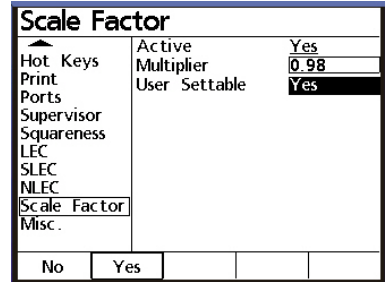 Scale Factor
Hot Keys
Print
Ports
Supervisor
Squareness
LEC
SLEC
NLEC
Scale Factor
Misc.
Active Yes
Multiplier 0.98
User Settable Yes
No Yes